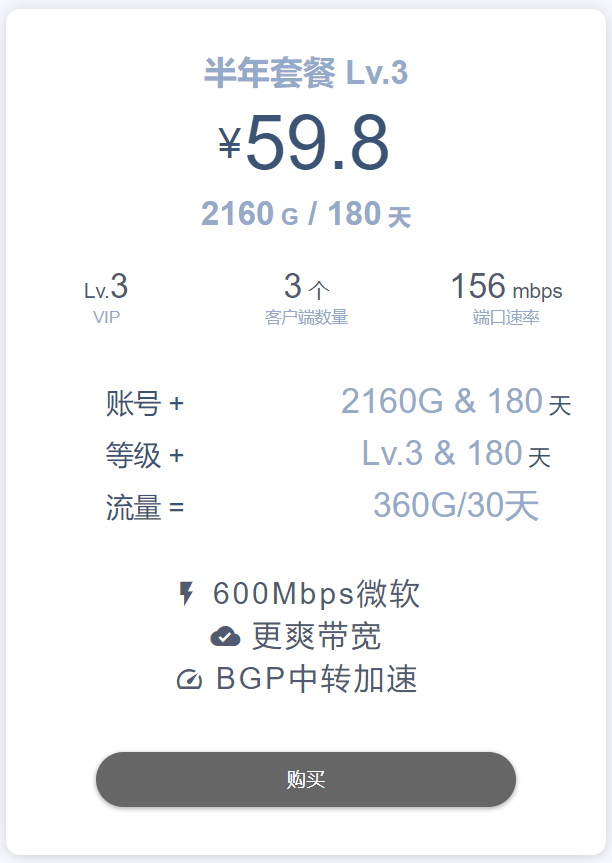 半年套餐 Lv.3
¥59.8
2160 G / 180 天
Lv.3 3 个 156 mbps
VIP 客户端数量 端口速率
账号 + 2160G & 180 天
等级 + Lv.3 & 180 天
流量 = 360G/30天
600Mbps微软
更爽带宽
BGP中转加速
购买